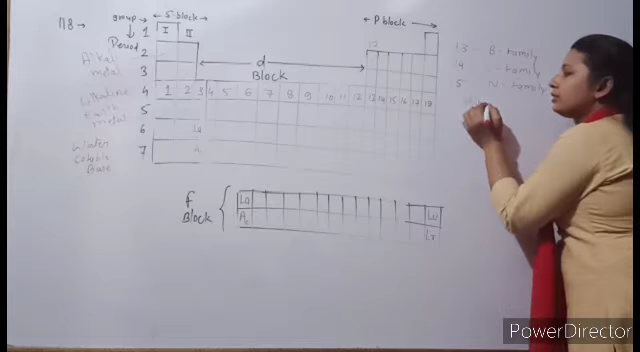 118→ group→ ←S-block→ ←P block→
↓ I II
Period
1
2
3
4
5
6
7
←d→
Block
1 2 3 4 5 6 7 8 9 10 11 12 13 14 15 16 17 18
La
Alkali
metal
Alkaline
Earth
metal
Water
Soluble
Base
f
Block
La Lu
Ac Lr
13 B-family
14 -family
5 N-family
PowerDirector